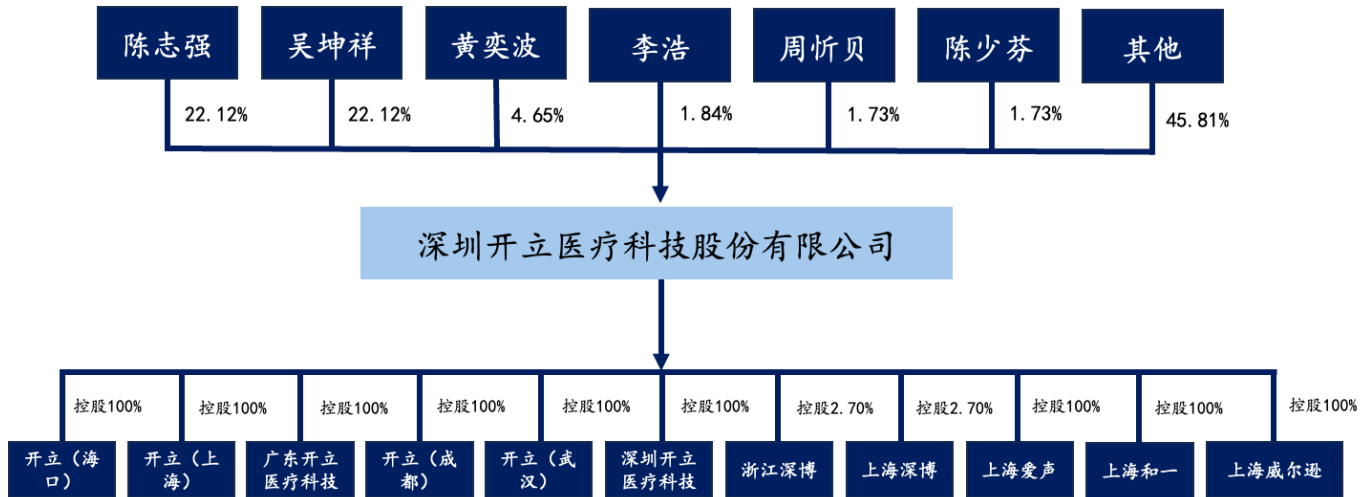 陈志强
吴坤祥
黄奕波
李浩
周忻贝
陈少芬
其他
22.12%
22.12%
4.65%
1.84%
1.73%
1.73%
45.81%
深圳开立医疗科技股份有限公司
控股100%
控股100%
控股100%
控股100%
控股100%
控股100%
控股2.70%
控股2.70%
控股100%
控股100%
控股100%
开立（海
口）
开立（上
海）
广东开立
医疗科技
开立（成
都）
开立（武
汉）
深圳开立
医疗科技
浙江深博
上海深博
上海爱声
上海和一
上海威尔逊